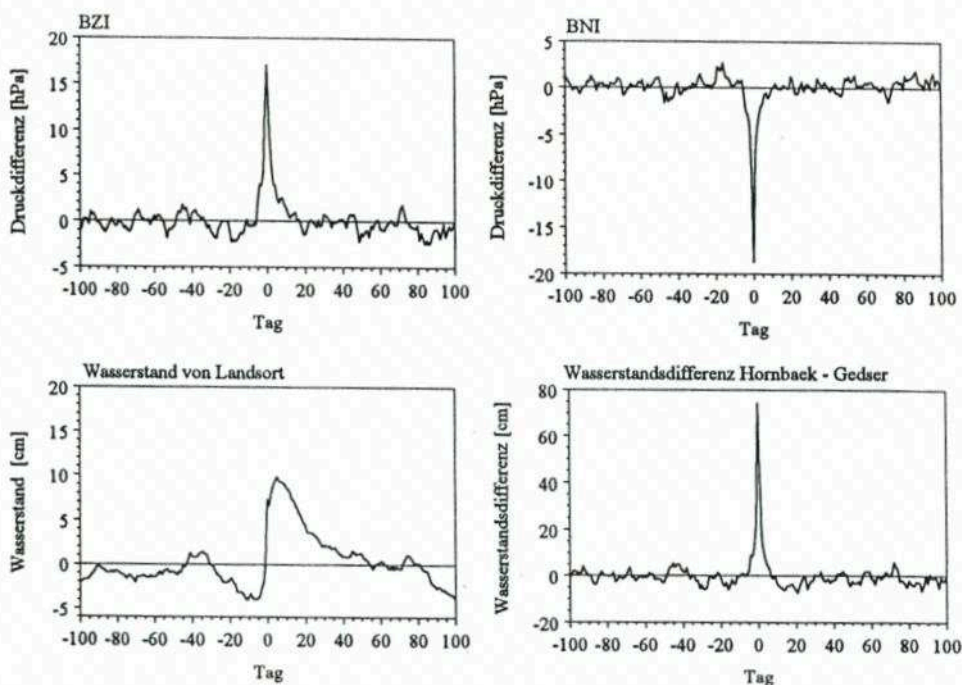 BZI
Druckdifferenz [hPa]
20
15
10
5
0
-5
-100 -80 -60 -40 -20 0 20 40 60 80 100
Tag
BNI
Druckdifferenz [hPa]
5
0
-5
-10
-15
-20
-100 -80 -60 -40 -20 0 20 40 60 80 100
Tag
Wasserstand von Landsort
Wasserstand [cm]
20
15
10
5
0
-5
-100 -80 -60 -40 -20 0 20 40 60 80 100
Tag
Wasserstandsdifferenz Hornbaek - Gedser
Wasserstandsdifferenz [cm]
80
60
40
20
0
-20
-100 -80 -60 -40 -20 0 20 40 60 80 100
Tag